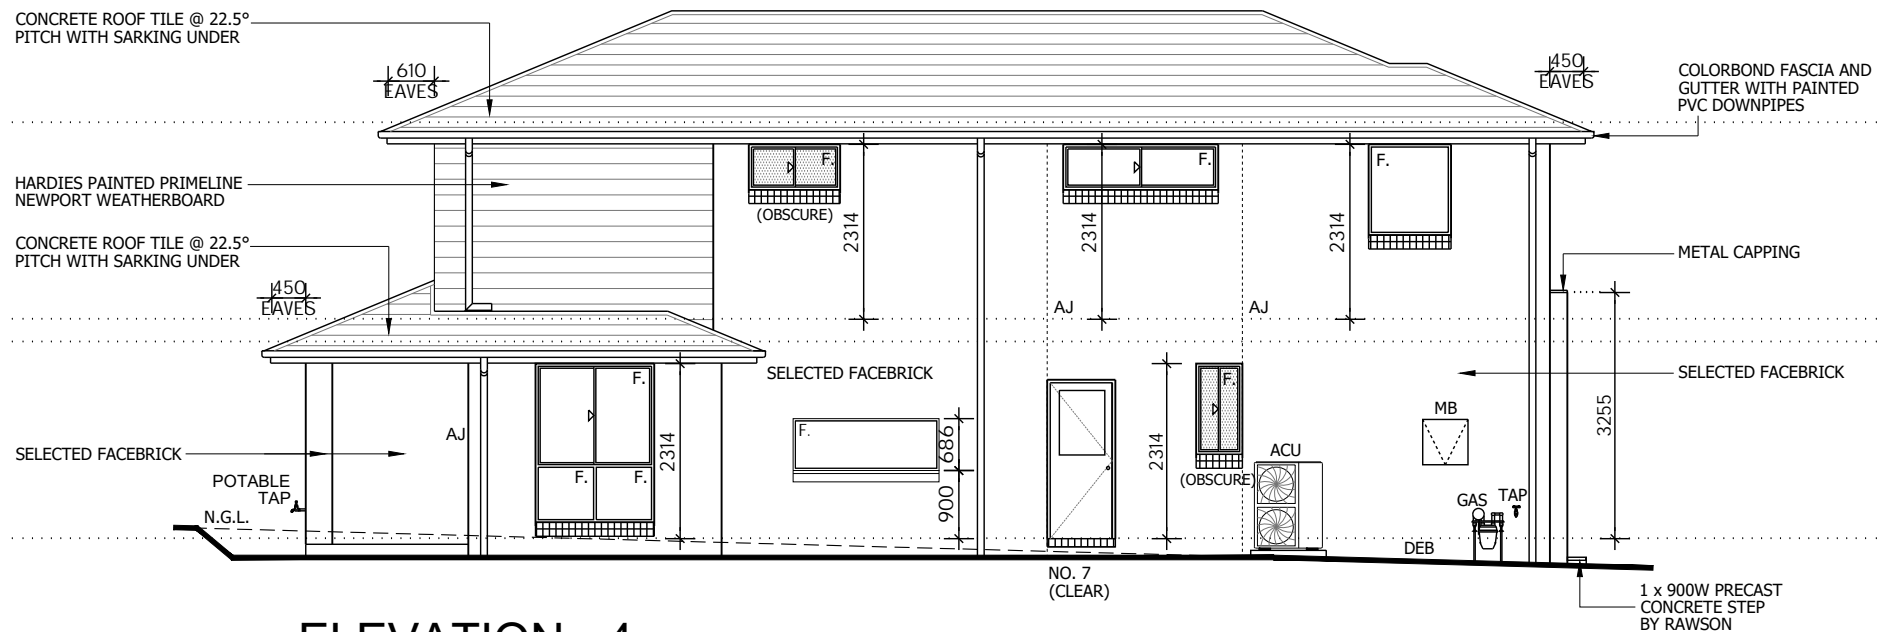 CONCRETE ROOF TILE @ 22.5°
PITCH WITH SARKING UNDER
610
EAVES
450
EAVES
COLORBOND FASCIA AND
GUTTER WITH PAINTED
PVC DOWNPIPES
HARDIES PAINTED PRIMELINE
NEWPORT WEATHERBOARD
F.
(OBSCURE)
2314
F.
2314
F.
2314
CONCRETE ROOF TILE @ 22.5°
PITCH WITH SARKING UNDER
450
EAVES
METAL CAPPING
AJ
AJ
SELECTED FACEBRICK
SELECTED FACEBRICK
F.
F.
F.
2314
AJ
F.
686
900
2314
F.
(OBSCURE)
MB
3255
SELECTED FACEBRICK
ACU
POTABLE
TAP
N.G.L.
GAS
TAP
DEB
NO. 7
(CLEAR)
1 x 900W PRECAST
CONCRETE STEP
BY RAWSON
ELEVATION 4